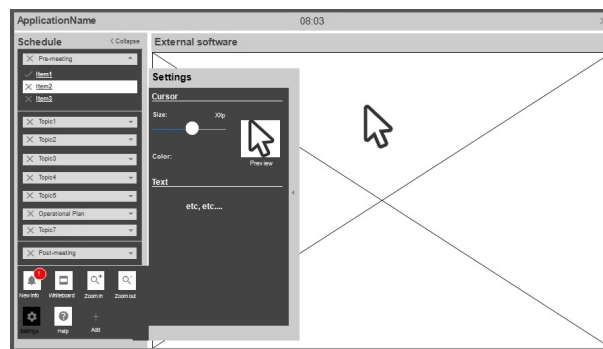 ApplicationName
08:03
Schedule
< Collapse
External software
Pre-meeting
Item1
Item2
Item3
Topic1
Topic2
Topic3
Topic4
Topic5
Operational Plan
Topic7
Post-meeting
Settings
Cursor
Size:
XXp
Color:
Preview
Text
etc, etc....
!
New info
Whiteboard
Zoom in
Zoom out
Settings
Help
Add